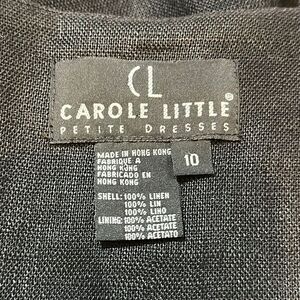 CL
CAROLE LITTLE®
PETITE DRESSES
MADE IN HONG KONG
FABRIQUE A
HONG KONG
FABRICADO EN
HONG KONG
10
SHELL: 100% LINEN
100% LIN
100% LINO
LINING: 100% ACETATE
100% ACETATE
100% ACETATO